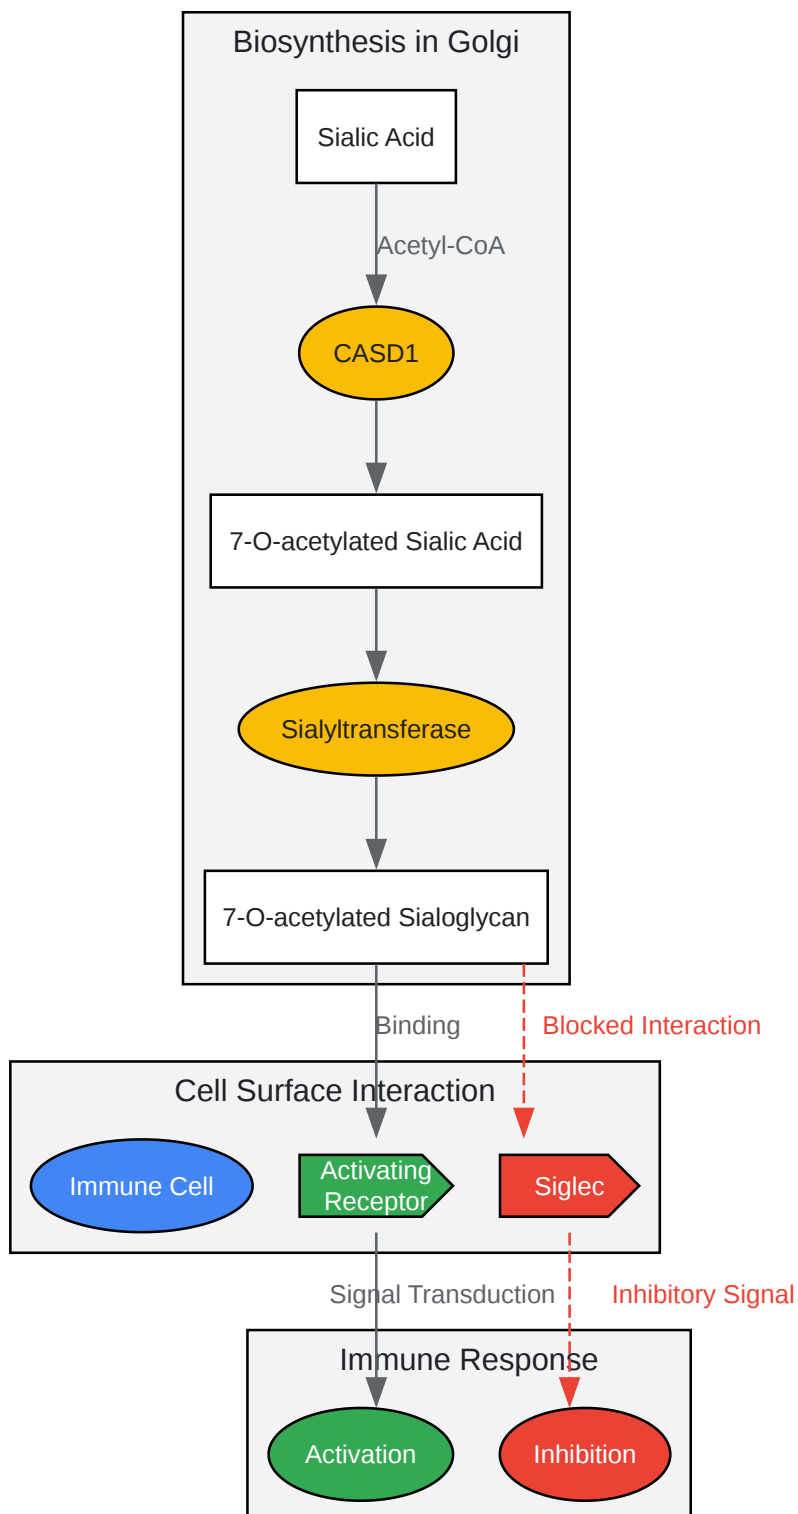 Biosynthesis in Golgi
Sialic Acid
Acetyl-CoA
CASD1
7-O-acetylated Sialic Acid
Sialyltransferase
7-O-acetylated Sialoglycan
Binding
Blocked Interaction
Cell Surface Interaction
Immune Cell
Activating
Receptor
Siglec
Signal Transduction
Inhibitory Signal
Immune Response
Activation
Inhibition